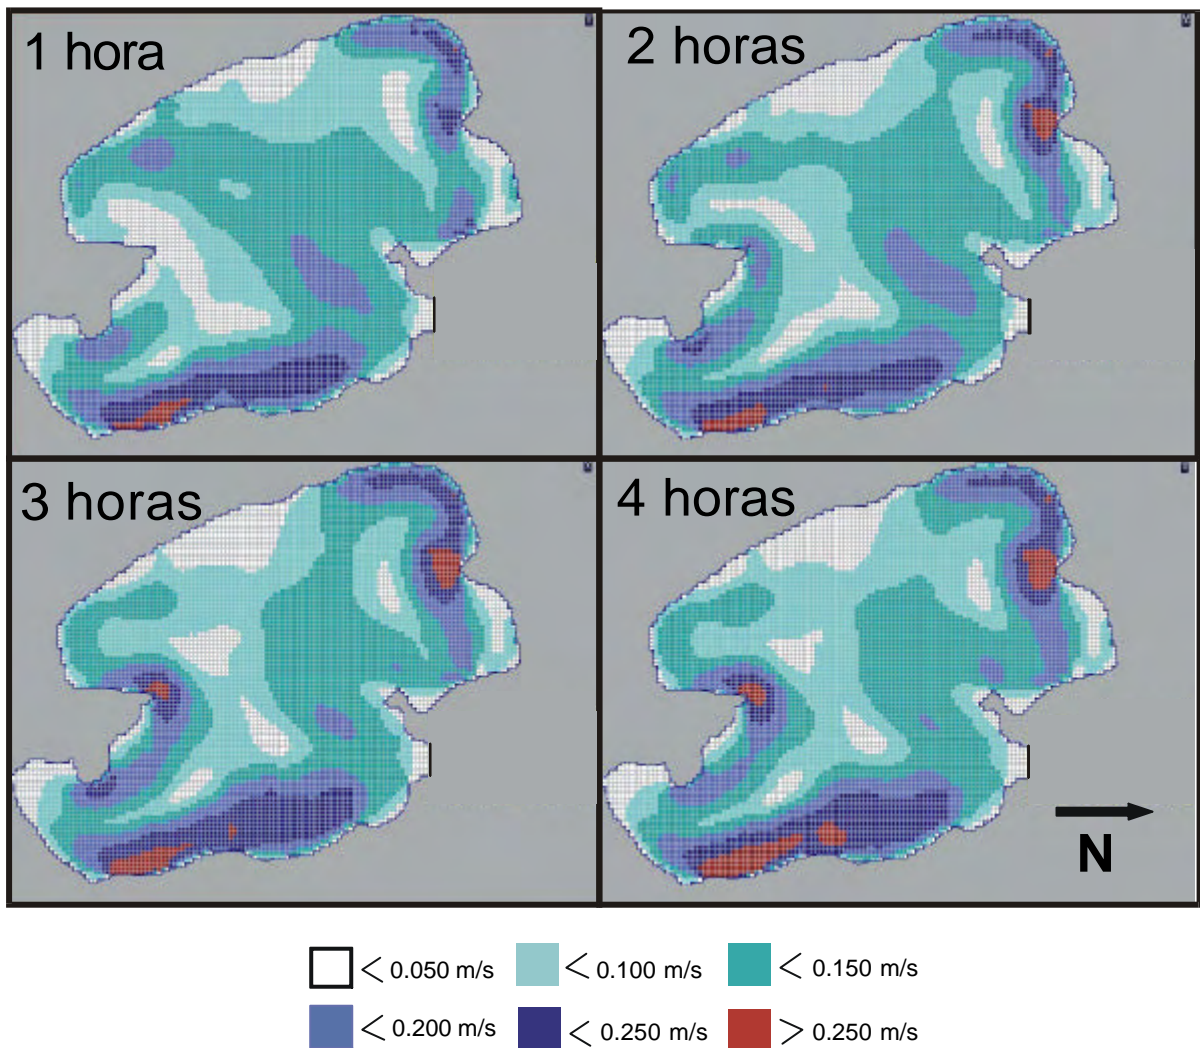 1 hora
2 horas
3 horas
4 horas
N
< 0.050 m/s
< 0.100 m/s
< 0.150 m/s
< 0.200 m/s
< 0.250 m/s
> 0.250 m/s